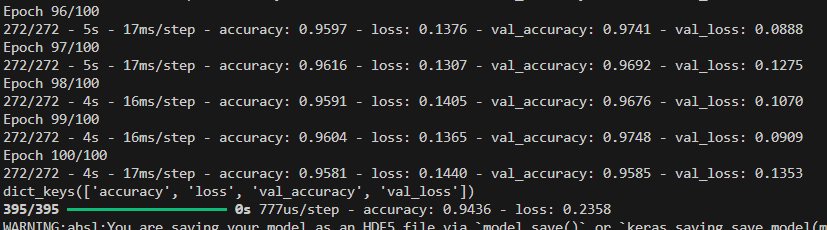 Epoch 96/100
272/272 - 5s - 17ms/step - accuracy: 0.9597 - loss: 0.1376 - val_accuracy: 0.9741 - val_loss: 0.0888
Epoch 97/100
272/272 - 5s - 17ms/step - accuracy: 0.9616 - loss: 0.1307 - val_accuracy: 0.9692 - val_loss: 0.1275
Epoch 98/100
272/272 - 4s - 16ms/step - accuracy: 0.9591 - loss: 0.1405 - val_accuracy: 0.9676 - val_loss: 0.1070
Epoch 99/100
272/272 - 4s - 16ms/step - accuracy: 0.9604 - loss: 0.1365 - val_accuracy: 0.9748 - val_loss: 0.0909
Epoch 100/100
272/272 - 4s - 17ms/step - accuracy: 0.9581 - loss: 0.1440 - val_accuracy: 0.9585 - val_loss: 0.1353
dict_keys(['accuracy', 'loss', 'val_accuracy', 'val_loss'])
395/395 ━━━━━━━━━━━━━━━━━━━━ 0s 777us/step - accuracy: 0.9436 - loss: 0.2358
WARNING:absl:You are saving your model as an HDF5 file via `model.save()` or `keras.saving.save_model(m